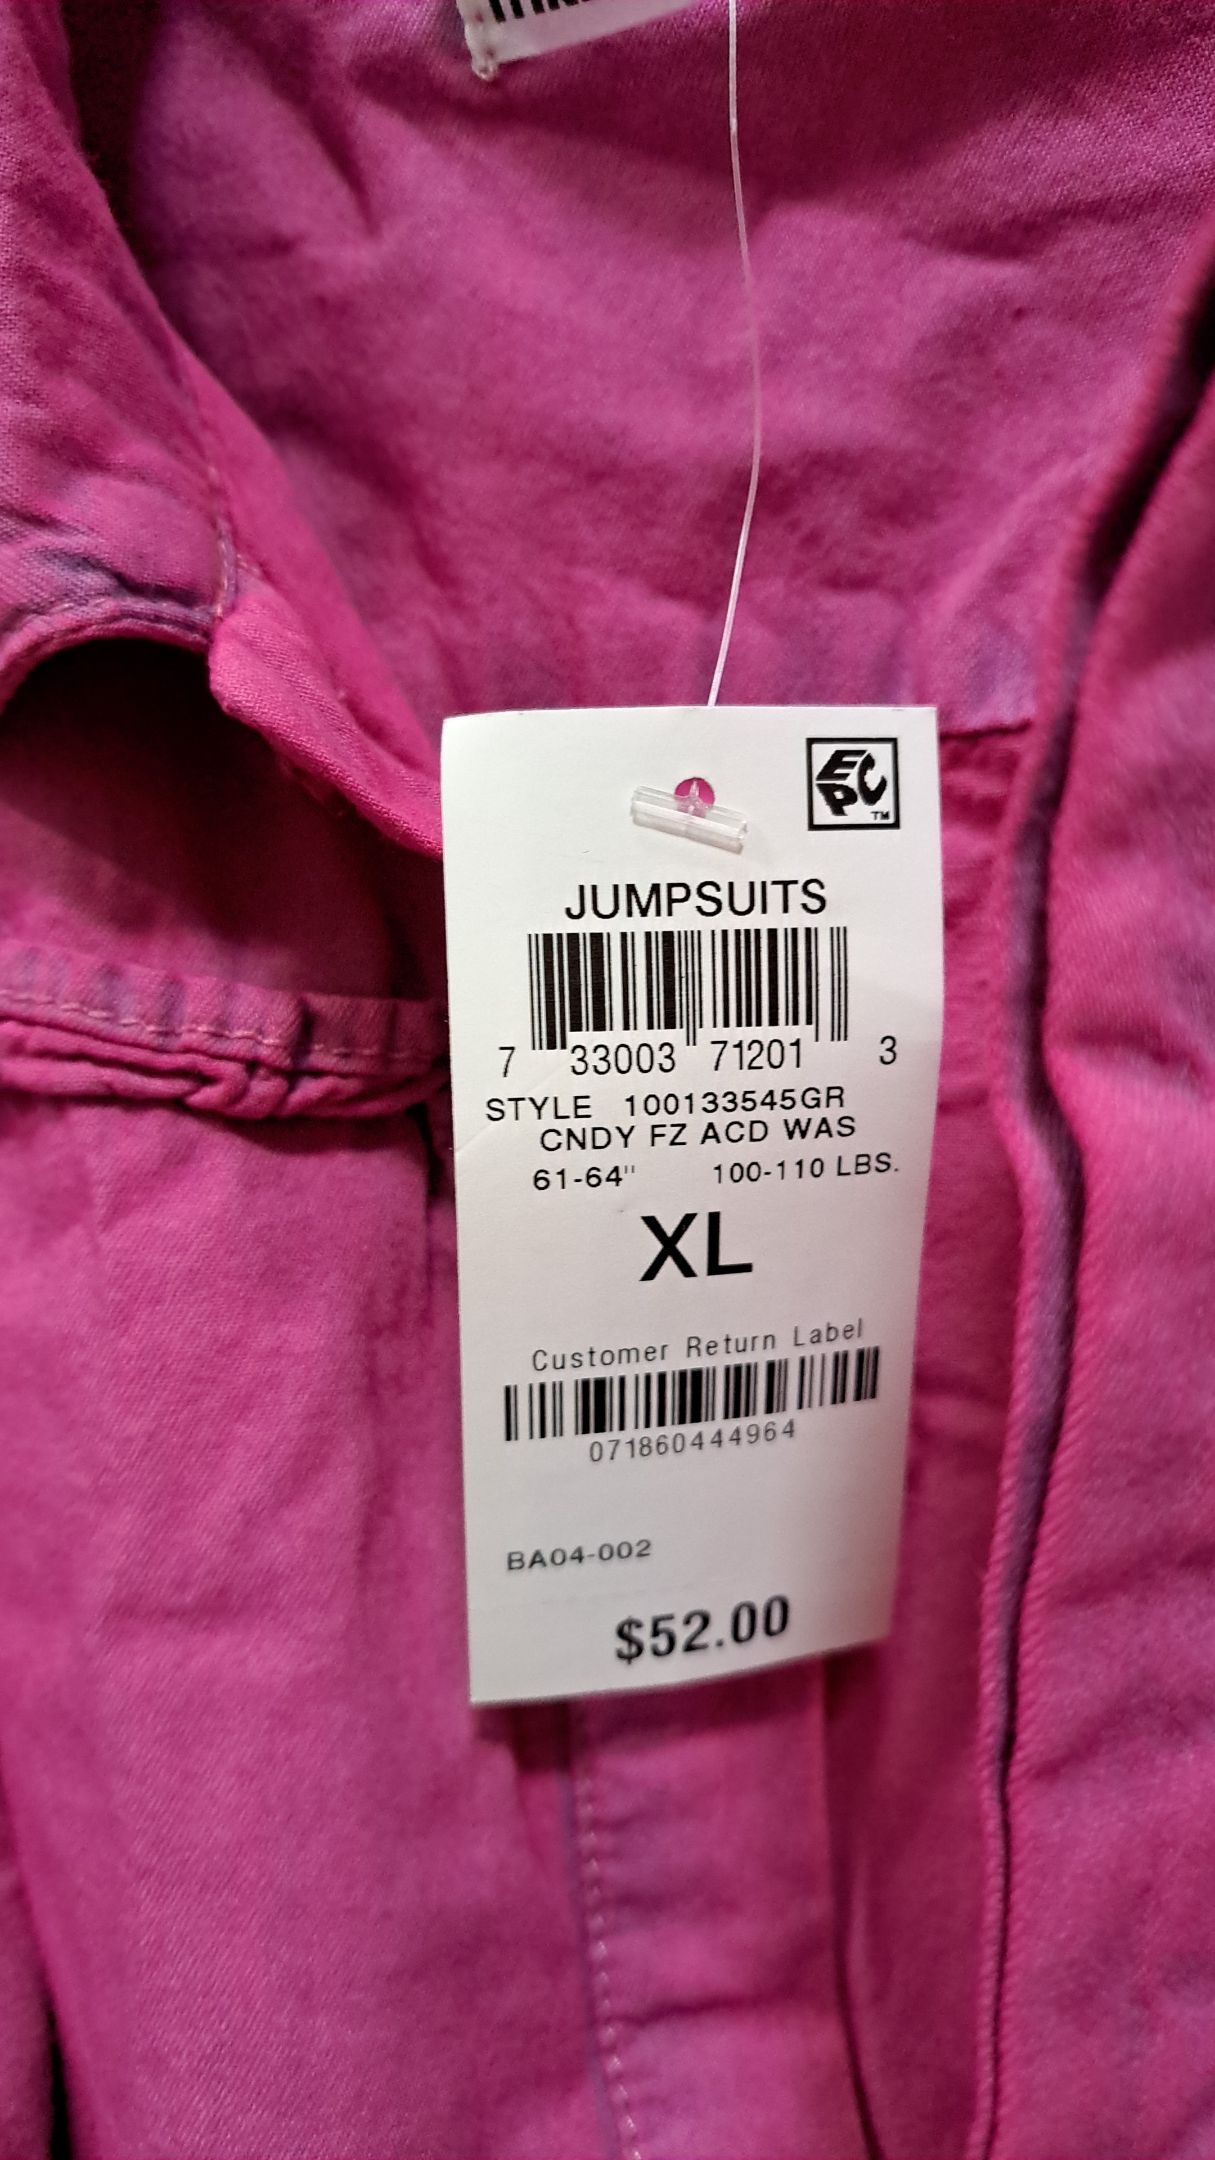 EPC
TM
JUMPSUITS
7 33003 71201 3
STYLE 100133545GR
CNDY FZ ACD WAS
61-64" 100-110 LBS.
XL
Customer Return Label
071860444964
BA04-002
$52.00